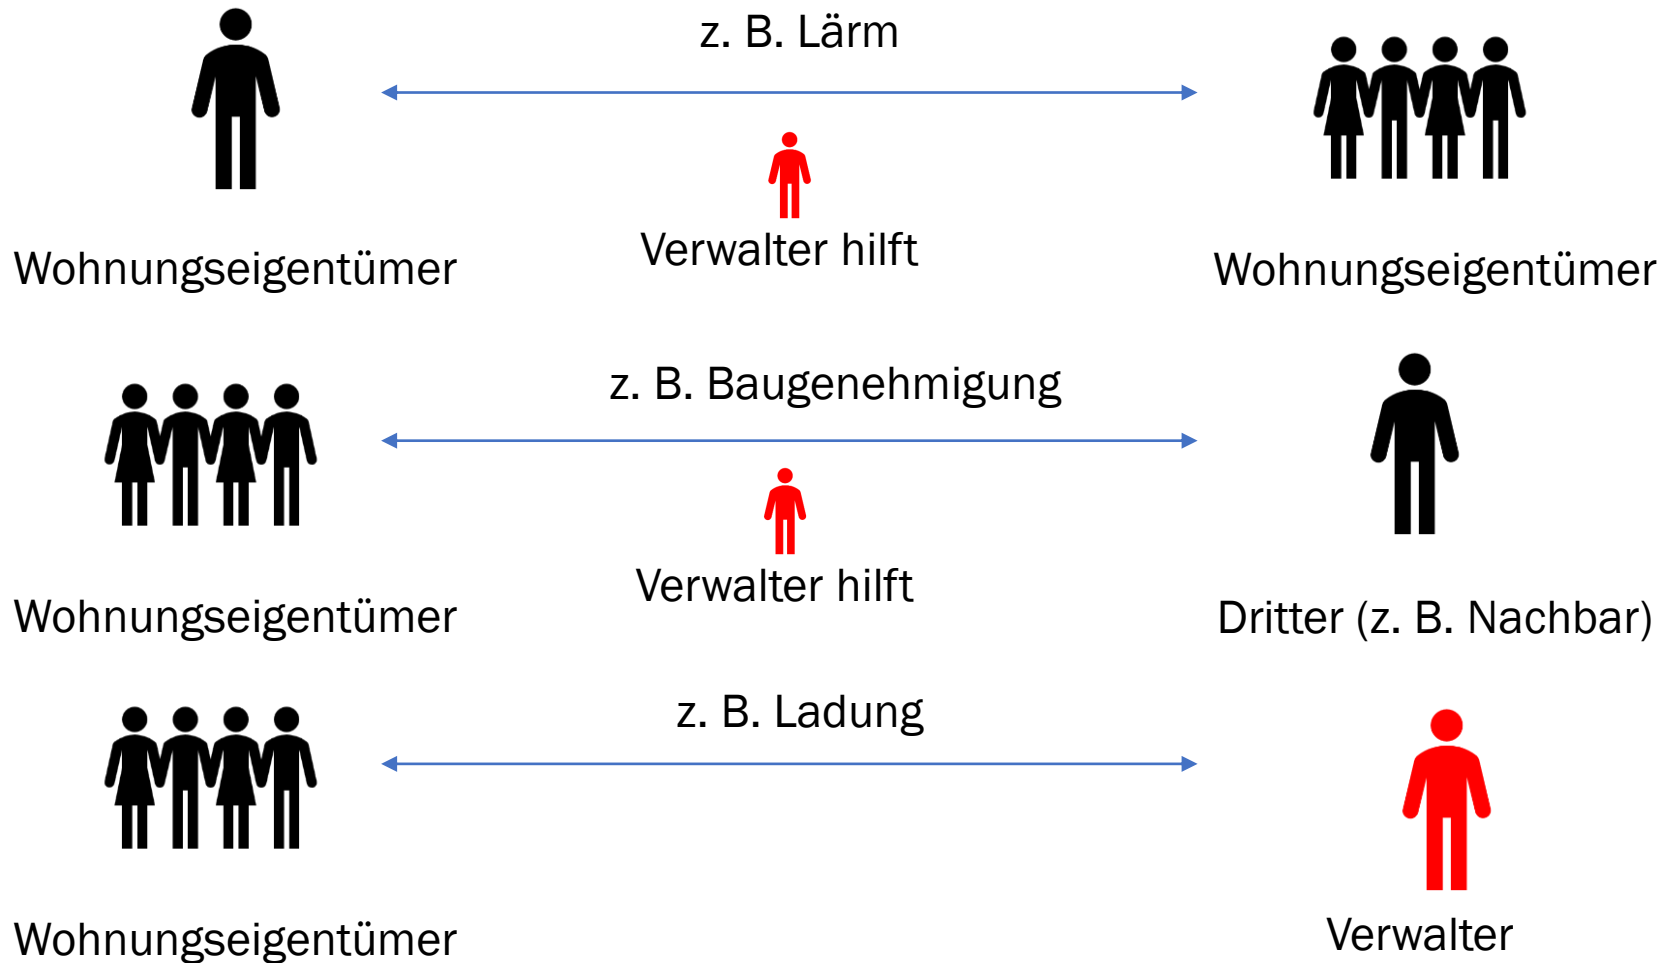 z. B. Lärm
Verwalter hilft
Wohnungseigentümer
Wohnungseigentümer
z. B. Baugenehmigung
Verwalter hilft
Wohnungseigentümer
Dritter (z. B. Nachbar)
z. B. Ladung
Wohnungseigentümer
Verwalter